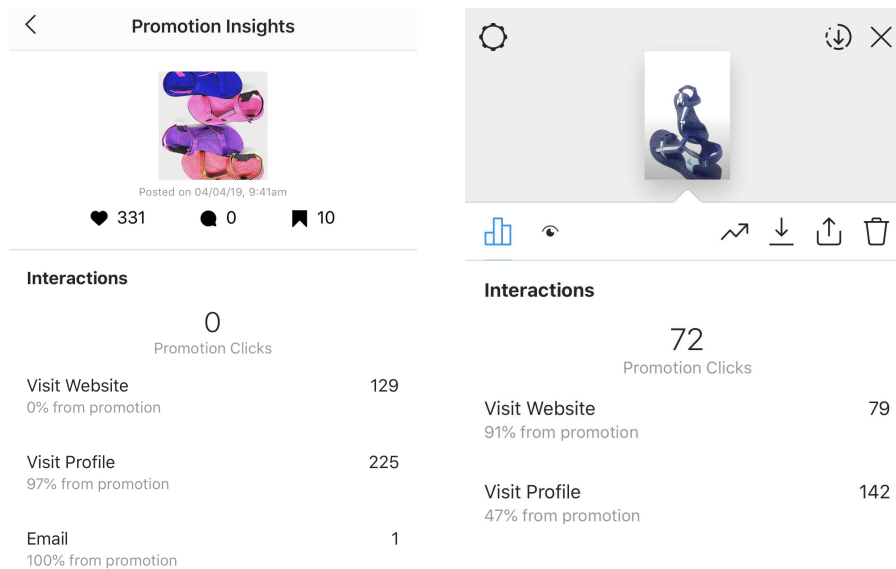 Promotion Insights
Posted on 04/04/19, 9:41am
331 0 10
Interactions
0
Promotion Clicks
Visit Website 129
0% from promotion
Visit Profile 225
97% from promotion
Email 1
100% from promotion
Interactions
72
Promotion Clicks
Visit Website 79
91% from promotion
Visit Profile 142
47% from promotion